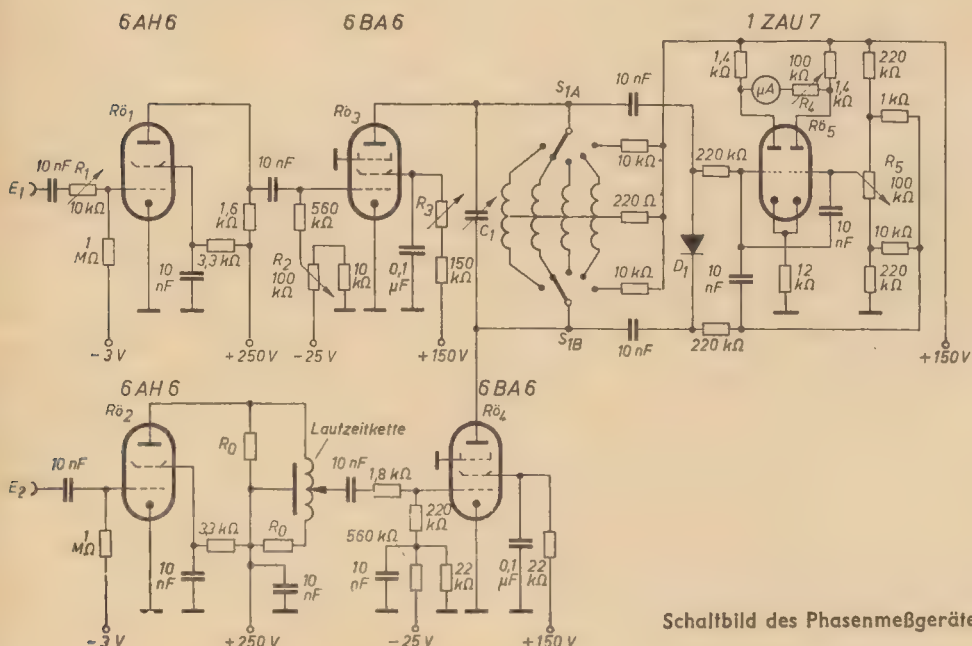 6AH6
6BA6
1 ZAU 7
Rö1
Rö3
E1
10 nF
R1
10 kΩ
1 MΩ
10 nF
3,3 kΩ
1,6 kΩ
-3 V
+250 V
10 nF
560 kΩ
R2
100 kΩ
10 kΩ
-25 V
0,1 µF
R3
150 kΩ
+150 V
C1
S1A
S1B
10 nF
10 kΩ
220 Ω
10 kΩ
10 nF
220 kΩ
D1
220 kΩ
10 nF
1,4 kΩ
µA
100 kΩ
R4
1,4 kΩ
Rö5
12 kΩ
10 nF
220 kΩ
1 kΩ
R5
100 kΩ
10 kΩ
220 kΩ
+150 V
6AH6
6BA6
Rö2
Rö4
E2
10 nF
1 MΩ
10 nF
3,3 kΩ
R0
R0
Laufzeitkette
10 nF
10 nF
1,8 kΩ
220 kΩ
560 kΩ
10 nF
22 kΩ
0,1 µF
22 kΩ
-3 V
+250 V
-25 V
+150 V
Schaltbild des Phasenmeßgeräte